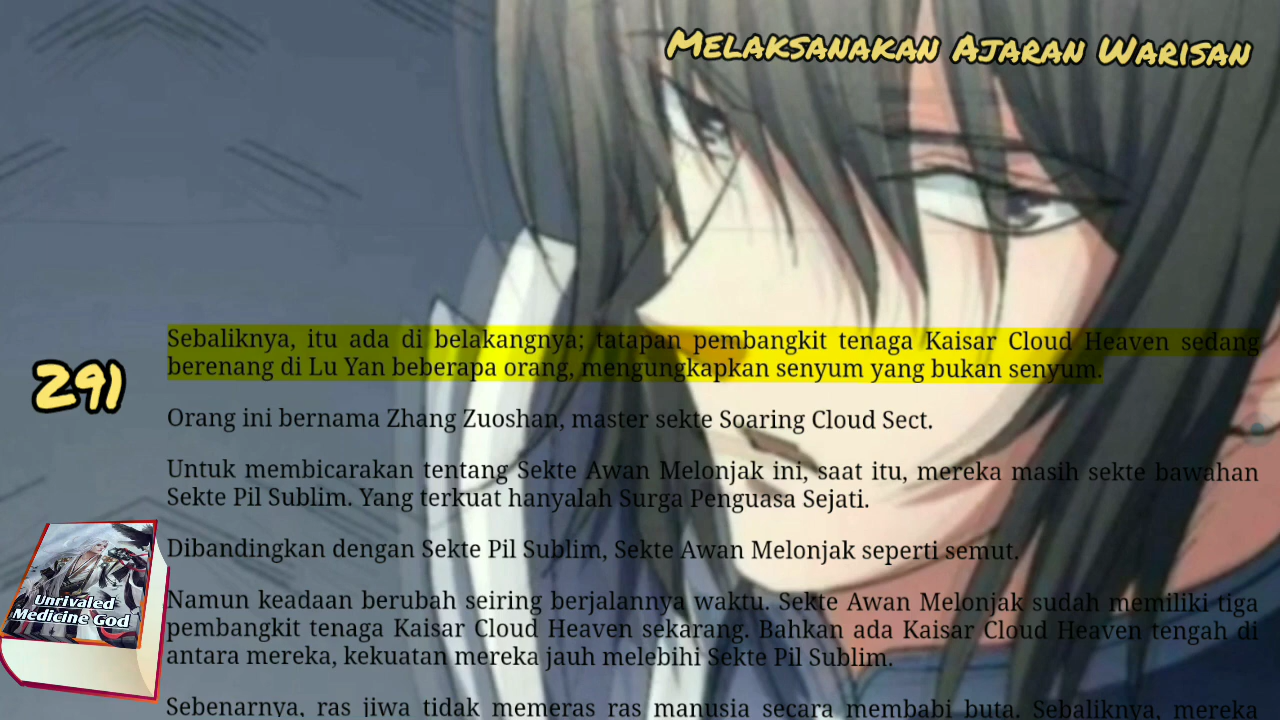 Melaksanakan Ajaran Warisan
Sebaliknya, itu ada di belakangnya; tatapan pembangkit tenaga Kaisar Cloud Heaven sedang
berenang di Lu Yan beberapa orang, mengungkapkan senyum yang bukan senyum.
291
Orang ini bernama Zhang Zuoshan, master sekte Soaring Cloud Sect.
Untuk membicarakan tentang Sekte Awan Melonjak ini, saat itu, mereka masih sekte bawahan
Sekte Pil Sublim. Yang terkuat hanyalah Surga Penguasa Sejati.
Dibandingkan dengan Sekte Pil Sublim, Sekte Awan Melonjak seperti semut.
Namun keadaan berubah seiring berjalannya waktu. Sekte Awan Melonjak sudah memiliki tiga
pembangkit tenaga Kaisar Cloud Heaven sekarang. Bahkan ada Kaisar Cloud Heaven tengah di
antara mereka, kekuatan mereka jauh melebihi Sekte Pil Sublim.
Unrivaled
Medicine God
Sebenarnya, ras jiwa tidak memeras ras manusia secara membabi buta. Sebaliknya, mereka